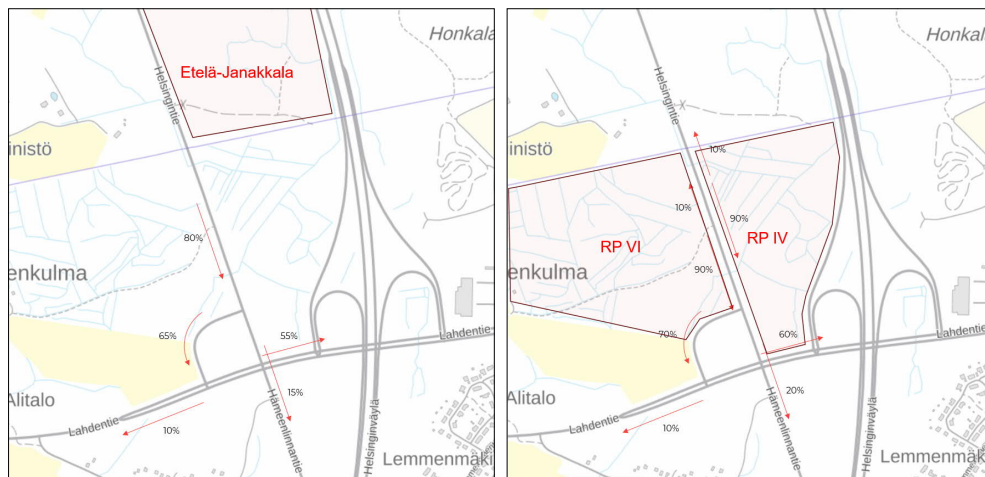 Honkala
Etelä-Janakkala
Helsingintie
inistö
80%
enkulma
65%
55%
Lahdentie
15%
Alitalo
Lahdentie
10%
Hämeenlinnantie
Helsinginväylä
Lemmenmäki
Honkala
Helsingintie
10%
inistö
10%
90%
RP VI
RP IV
enkulma
90%
70%
60%
Lahdentie
20%
Alitalo
Lahdentie
10%
Hämeenlinnantie
Helsinginväylä
Lemmenmäki